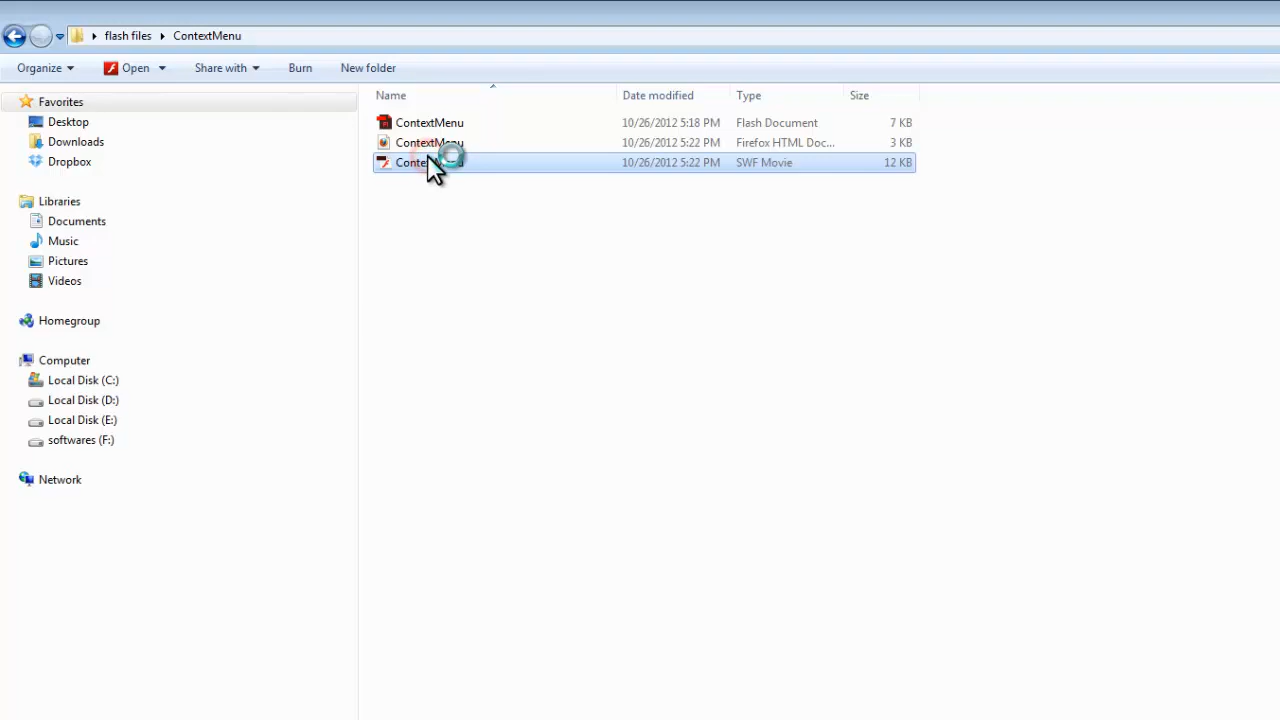 flash files ContextMenu
Organize Open Share with Burn New folder
Name Date modified Type Size
Favorites
Desktop
Downloads
Dropbox
Libraries
Documents
Music
Pictures
Videos
Homegroup
Computer
Local Disk (C:)
Local Disk (D:)
Local Disk (E:)
softwares (F:)
Network
ContextMenu 10/26/2012 5:18 PM Flash Document 7 KB
ContextMenu 10/26/2012 5:22 PM Firefox HTML Doc... 3 KB
10/26/2012 5:22 PM SWF Movie 12 KB